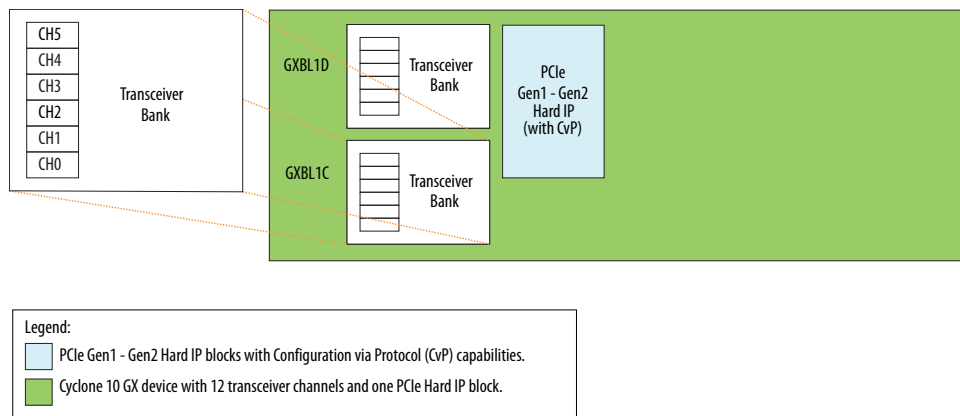 CH5
CH4
CH3
CH2
CH1
CH0
Transceiver
Bank
GXBL1D
Transceiver
Bank
PCIe
Gen1 - Gen2
Hard IP
(with CvP)
GXBL1C
Transceiver
Bank
Legend:
PCIe Gen1 - Gen2 Hard IP blocks with Configuration via Protocol (CvP) capabilities.
Cyclone 10 GX device with 12 transceiver channels and one PCIe Hard IP block.